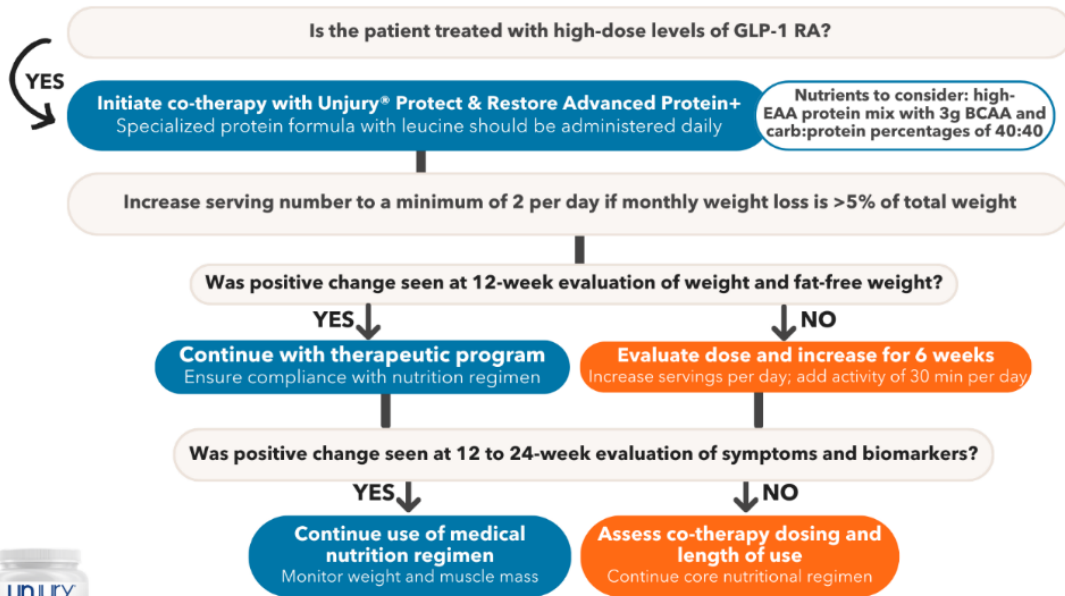 Is the patient treated with high-dose levels of GLP-1 RA?
YES
Initiate co-therapy with Unjury® Protect & Restore Advanced Protein+
Specialized protein formula with leucine should be administered daily
Nutrients to consider: high-
EAA protein mix with 3g BCAA and
carb:protein percentages of 40:40
Increase serving number to a minimum of 2 per day if monthly weight loss is >5% of total weight
Was positive change seen at 12-week evaluation of weight and fat-free weight?
YES
NO
Continue with therapeutic program
Ensure compliance with nutrition regimen
Evaluate dose and increase for 6 weeks
Increase servings per day; add activity of 30 min per day
Was positive change seen at 12 to 24-week evaluation of symptoms and biomarkers?
YES
NO
Continue use of medical
nutrition regimen
Monitor weight and muscle mass
Assess co-therapy dosing and
length of use
Continue core nutritional regimen
unjury